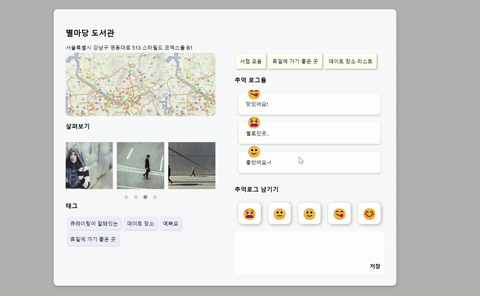 별마당 도서관
서울특별시 강남구 영동대로 513 스타필드 코엑스몰 B1
살펴보기
태그
큐레이팅이 잘돼있는 데이트 장소 예뻐요
휴일에 가기 좋은 곳
서점 모음 휴일에 가기 좋은 곳 데이트 장소 리스트
추억 로그들
맛있어요!
별로인곳..
좋았어요~!
추억로그 남기기
저장